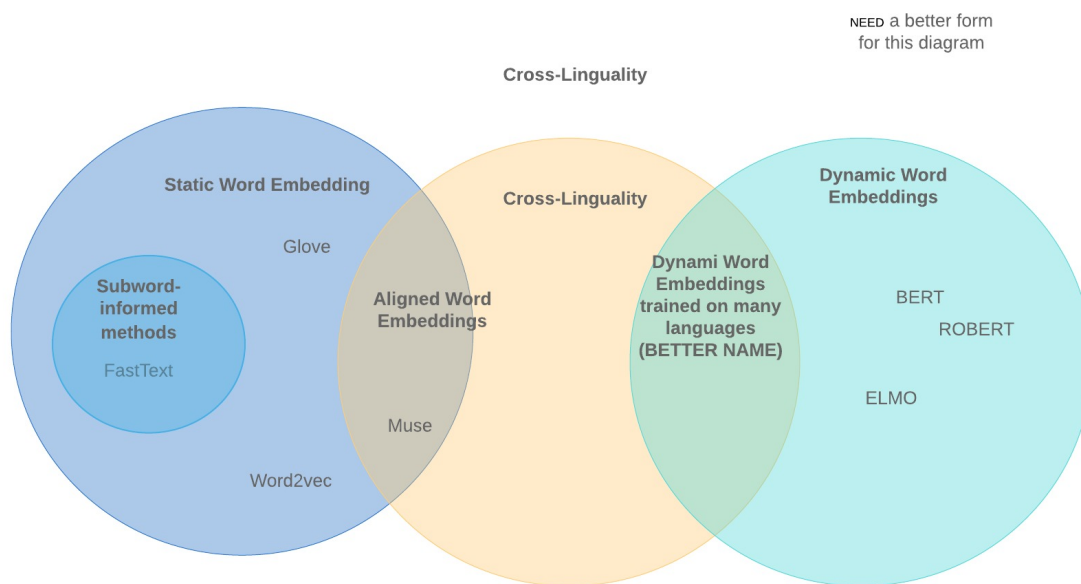 NEED a better form
for this diagram
Cross-Linguality
Static Word Embedding
Glove
Subword-
informed
methods
FastText
Word2vec
Aligned Word
Embeddings
Muse
Cross-Linguality
Dynami Word
Embeddings
trained on many
languages
(BETTER NAME)
Dynamic Word
Embeddings
BERT
ROBERT
ELMO